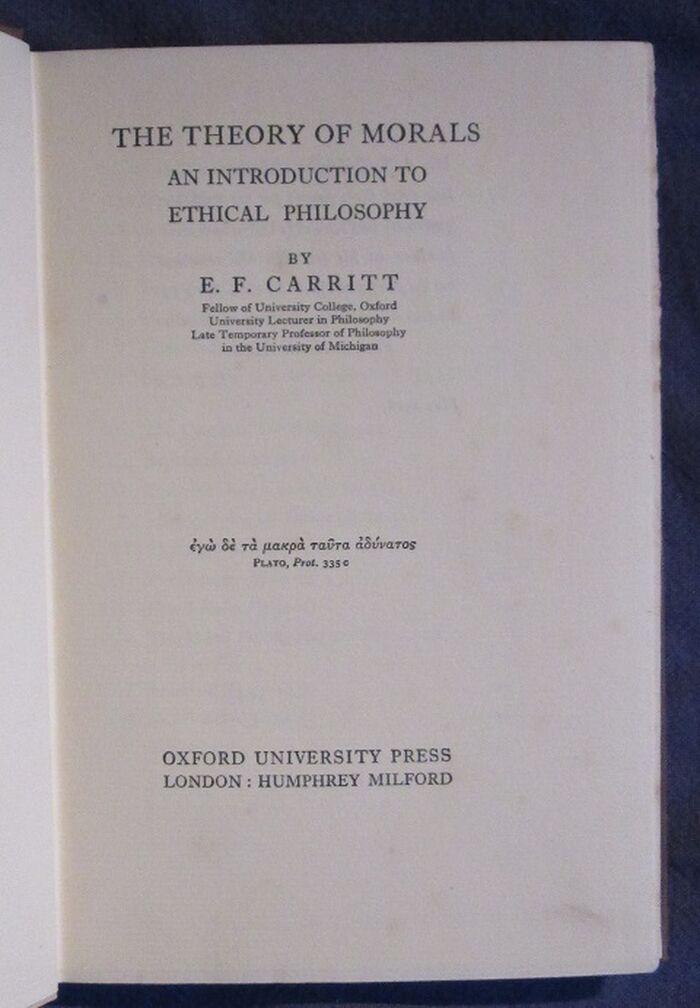 THE THEORY OF MORALS
AN INTRODUCTION TO
ETHICAL PHILOSOPHY
BY
E. F. CARRITT
Fellow of University College, Oxford
University Lecturer in Philosophy
Late Temporary Professor of Philosophy
in the University of Michigan
ἐγὼ δὲ τὰ μακρὰ ταῦτα ἀδύνατος
PLATO, Prot. 335 c
OXFORD UNIVERSITY PRESS
LONDON : HUMPHREY MILFORD